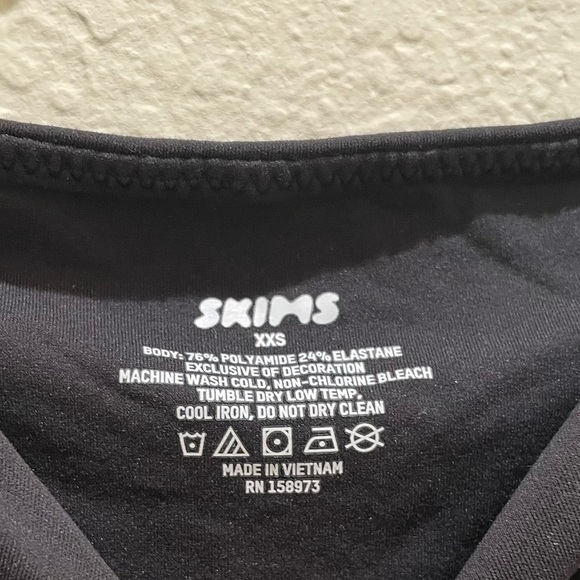 SKIMS
XXS
BODY: 76% POLYAMIDE 24% ELASTANE
EXCLUSIVE OF DECORATION
MACHINE WASH COLD, NON-CHLORINE BLEACH
TUMBLE DRY LOW TEMP,
COOL IRON, DO NOT DRY CLEAN
MADE IN VIETNAM
RN 158973